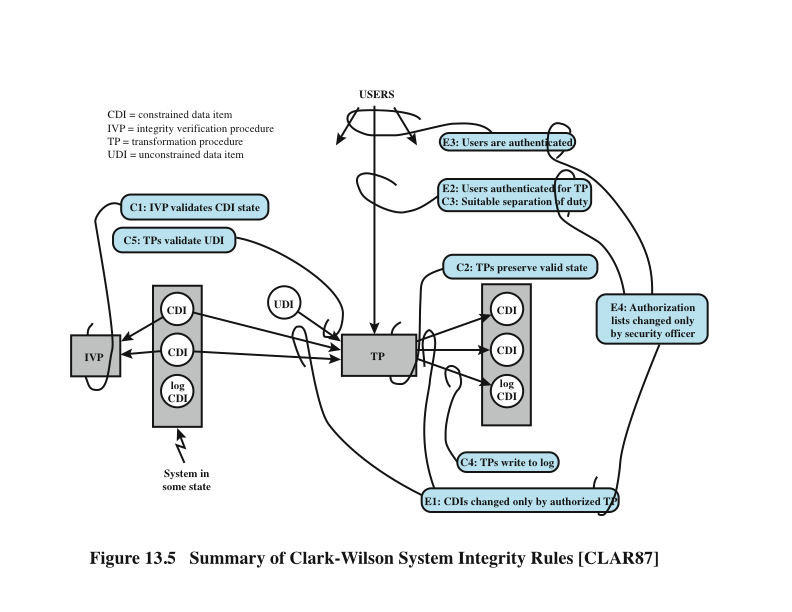 USERS
CDI = constrained data item
IVP = integrity verification procedure
TP = transformation procedure
UDI = unconstrained data item
E3: Users are authenticated
E2: Users authenticated for TP
C3: Suitable separation of duty
C1: IVP validates CDI state
C5: TPs validate UDI
C2: TPs preserve valid state
E4: Authorization
lists changed only
by security officer
IVP
CDI
CDI
log
CDI
UDI
TP
CDI
CDI
log
CDI
System in
some state
C4: TPs write to log
E1: CDIs changed only by authorized TP
Figure 13.5 Summary of Clark-Wilson System Integrity Rules [CLAR87]